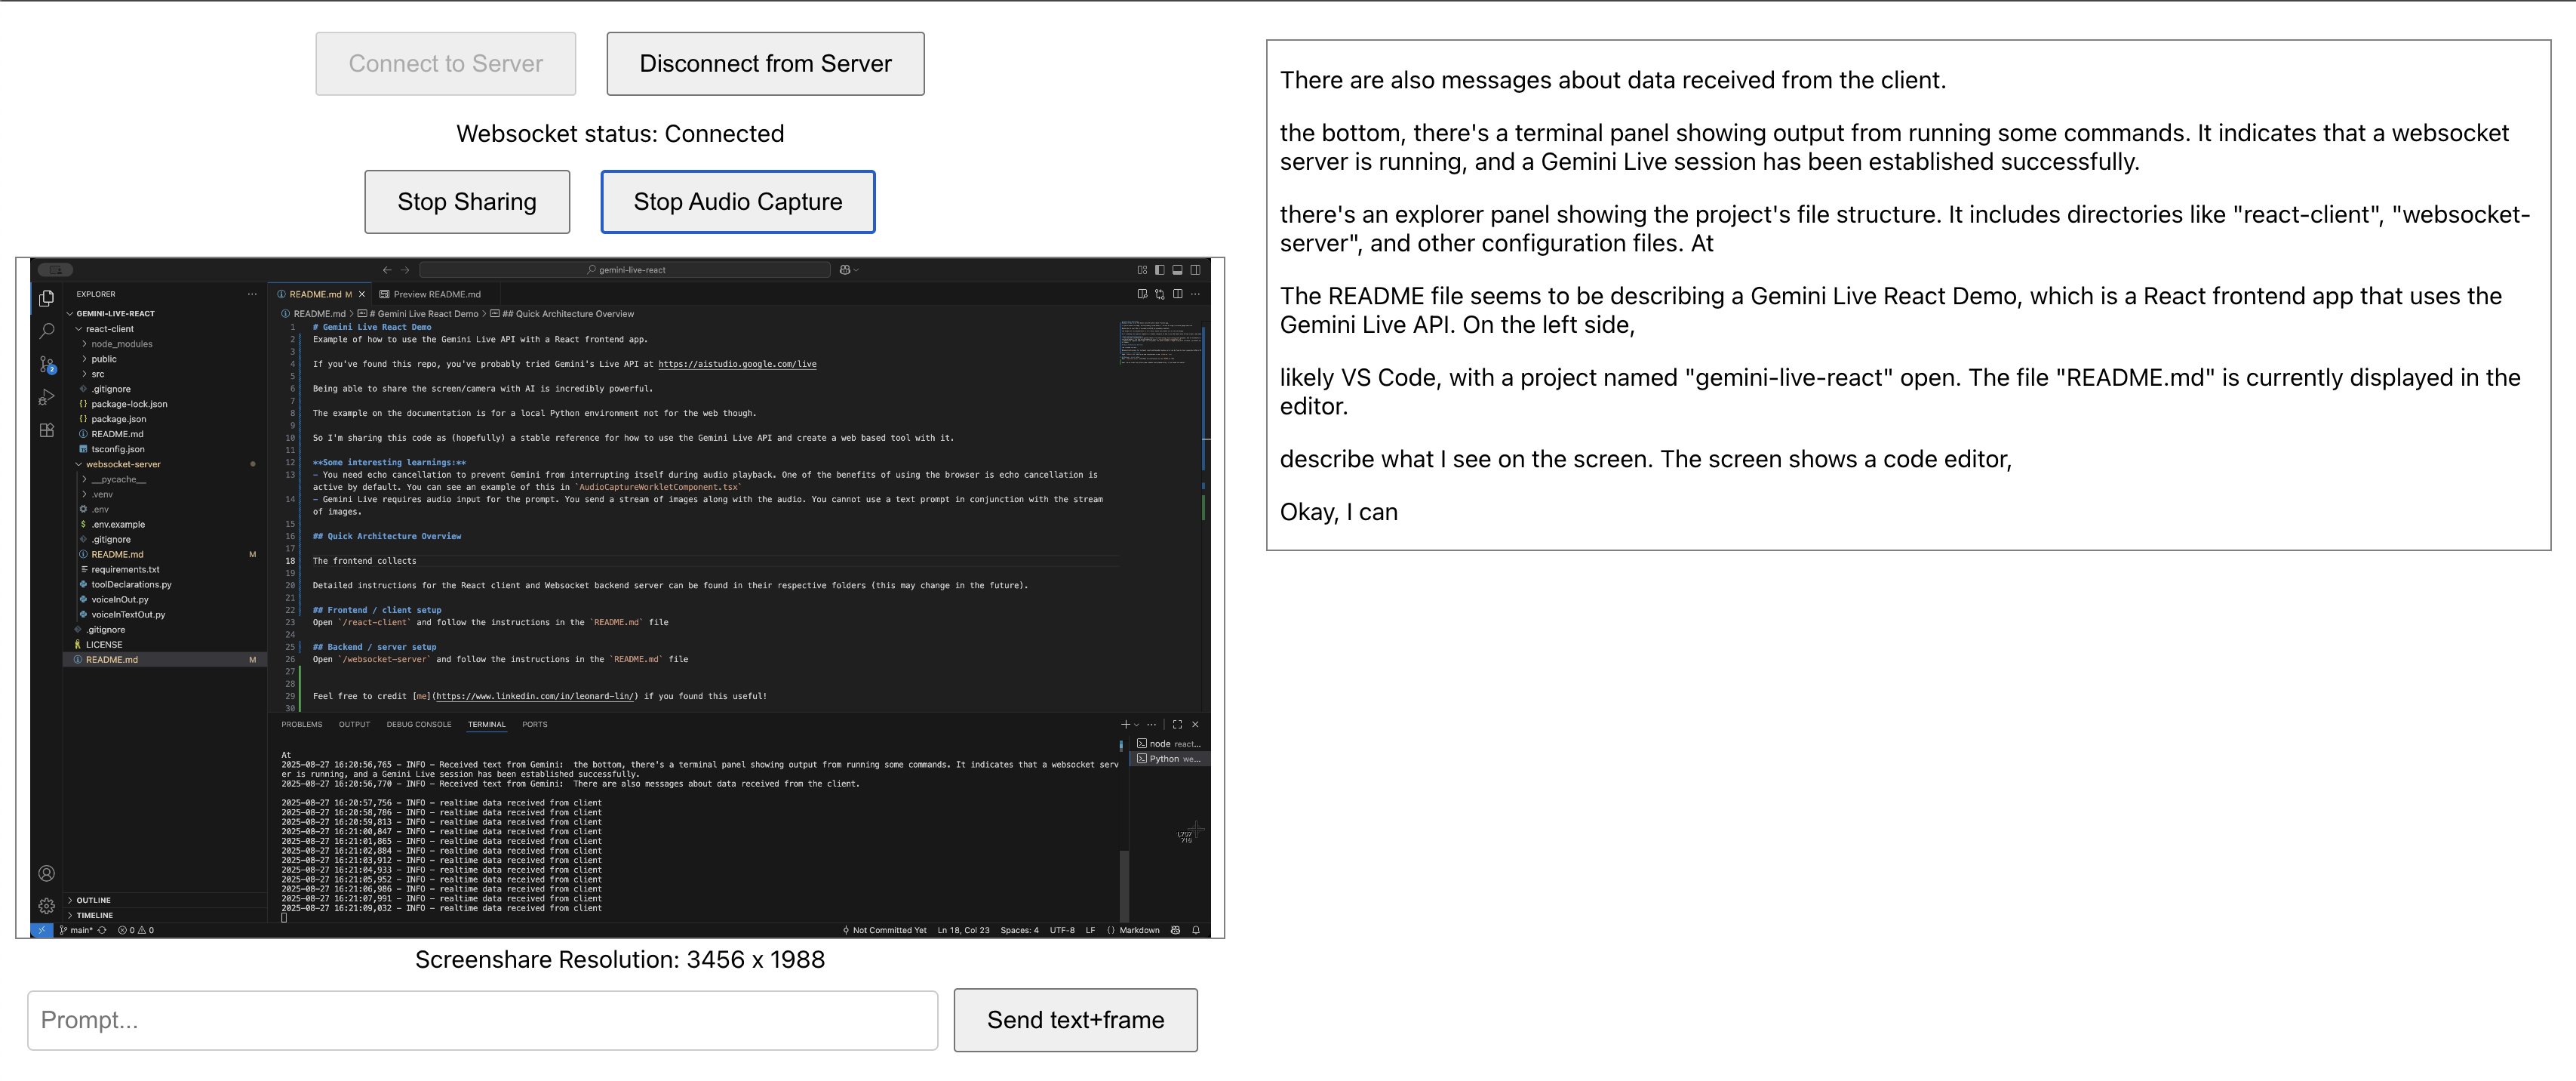 Connect to Server
Disconnect from Server
Websocket status: Connected
Stop Sharing
Stop Audio Capture
gemini-live-react
EXPLORER
GEMINI-LIVE-REACT
react-client
node_modules
public
src
.gitignore
package-lock.json
package.json
README.md
tsconfig.json
websocket-server
__pycache__
.venv
.env
.env.example
.gitignore
README.md M
requirements.txt
toolDeclarations.py
voiceInOut.py
voiceInTextOut.py
.gitignore
LICENSE
README.md M
OUTLINE
TIMELINE
README.md M
Preview README.md
README.md > # Gemini Live React Demo > ## Quick Architecture Overview
1 # Gemini Live React Demo
2 Example of how to use the Gemini Live API with a React frontend app.
3
4 If you've found this repo, you've probably tried Gemini's Live API at https://aistudio.google.com/live
5
6 Being able to share the screen/camera with AI is incredibly powerful.
7
8 The example on the documentation is for a local Python environment not for the web though.
9
10 So I'm sharing this code as (hopefully) a stable reference for how to use the Gemini Live API and create a web based tool with it.
11
12 **Some interesting learnings:**
13 - You need echo cancellation to prevent Gemini from interrupting itself during audio playback. One of the benefits of using the browser is echo cancellation is
active by default. You can see an example of this in `AudioCaptureWorkletComponent.tsx`
14 - Gemini Live requires audio input for the prompt. You send a stream of images along with the audio. You cannot use a text prompt in conjunction with the stream
of images.
15
16 ## Quick Architecture Overview
17
18 The frontend collects
19
20 Detailed instructions for the React client and Websocket backend server can be found in their respective folders (this may change in the future).
21
22 ## Frontend / client setup
23 Open `/react-client` and follow the instructions in the `README.md` file
24
25 ## Backend / server setup
26 Open `/websocket-server` and follow the instructions in the `README.md` file
27
28
29 Feel free to credit [me](https://www.linkedin.com/in/leonard-lin/) if you found this useful!
30
PROBLEMS OUTPUT DEBUG CONSOLE TERMINAL PORTS
node react...
Python we...
At
2025-08-27 16:20:56,765 - INFO - Received text from Gemini:  the bottom, there's a terminal panel showing output from running some commands. It indicates that a websocket serv
er is running, and a Gemini Live session has been established successfully.
2025-08-27 16:20:56,770 - INFO - Received text from Gemini:  There are also messages about data received from the client.
2025-08-27 16:20:57,756 - INFO - realtime data received from client
2025-08-27 16:20:58,786 - INFO - realtime data received from client
2025-08-27 16:20:59,813 - INFO - realtime data received from client
2025-08-27 16:21:00,847 - INFO - realtime data received from client
2025-08-27 16:21:01,865 - INFO - realtime data received from client
2025-08-27 16:21:02,884 - INFO - realtime data received from client
2025-08-27 16:21:03,912 - INFO - realtime data received from client
2025-08-27 16:21:04,933 - INFO - realtime data received from client
2025-08-27 16:21:05,952 - INFO - realtime data received from client
2025-08-27 16:21:06,986 - INFO - realtime data received from client
2025-08-27 16:21:07,991 - INFO - realtime data received from client
2025-08-27 16:21:09,032 - INFO - realtime data received from client
main* 0 0 Not Committed Yet Ln 18, Col 23 Spaces: 4 UTF-8 LF Markdown
Screenshare Resolution: 3456 x 1988
Prompt...
Send text+frame
There are also messages about data received from the client.
the bottom, there's a terminal panel showing output from running some commands. It indicates that a websocket
server is running, and a Gemini Live session has been established successfully.
there's an explorer panel showing the project's file structure. It includes directories like "react-client", "websocket-
server", and other configuration files. At
The README file seems to be describing a Gemini Live React Demo, which is a React frontend app that uses the
Gemini Live API. On the left side,
likely VS Code, with a project named "gemini-live-react" open. The file "README.md" is currently displayed in the
editor.
describe what I see on the screen. The screen shows a code editor,
Okay, I can